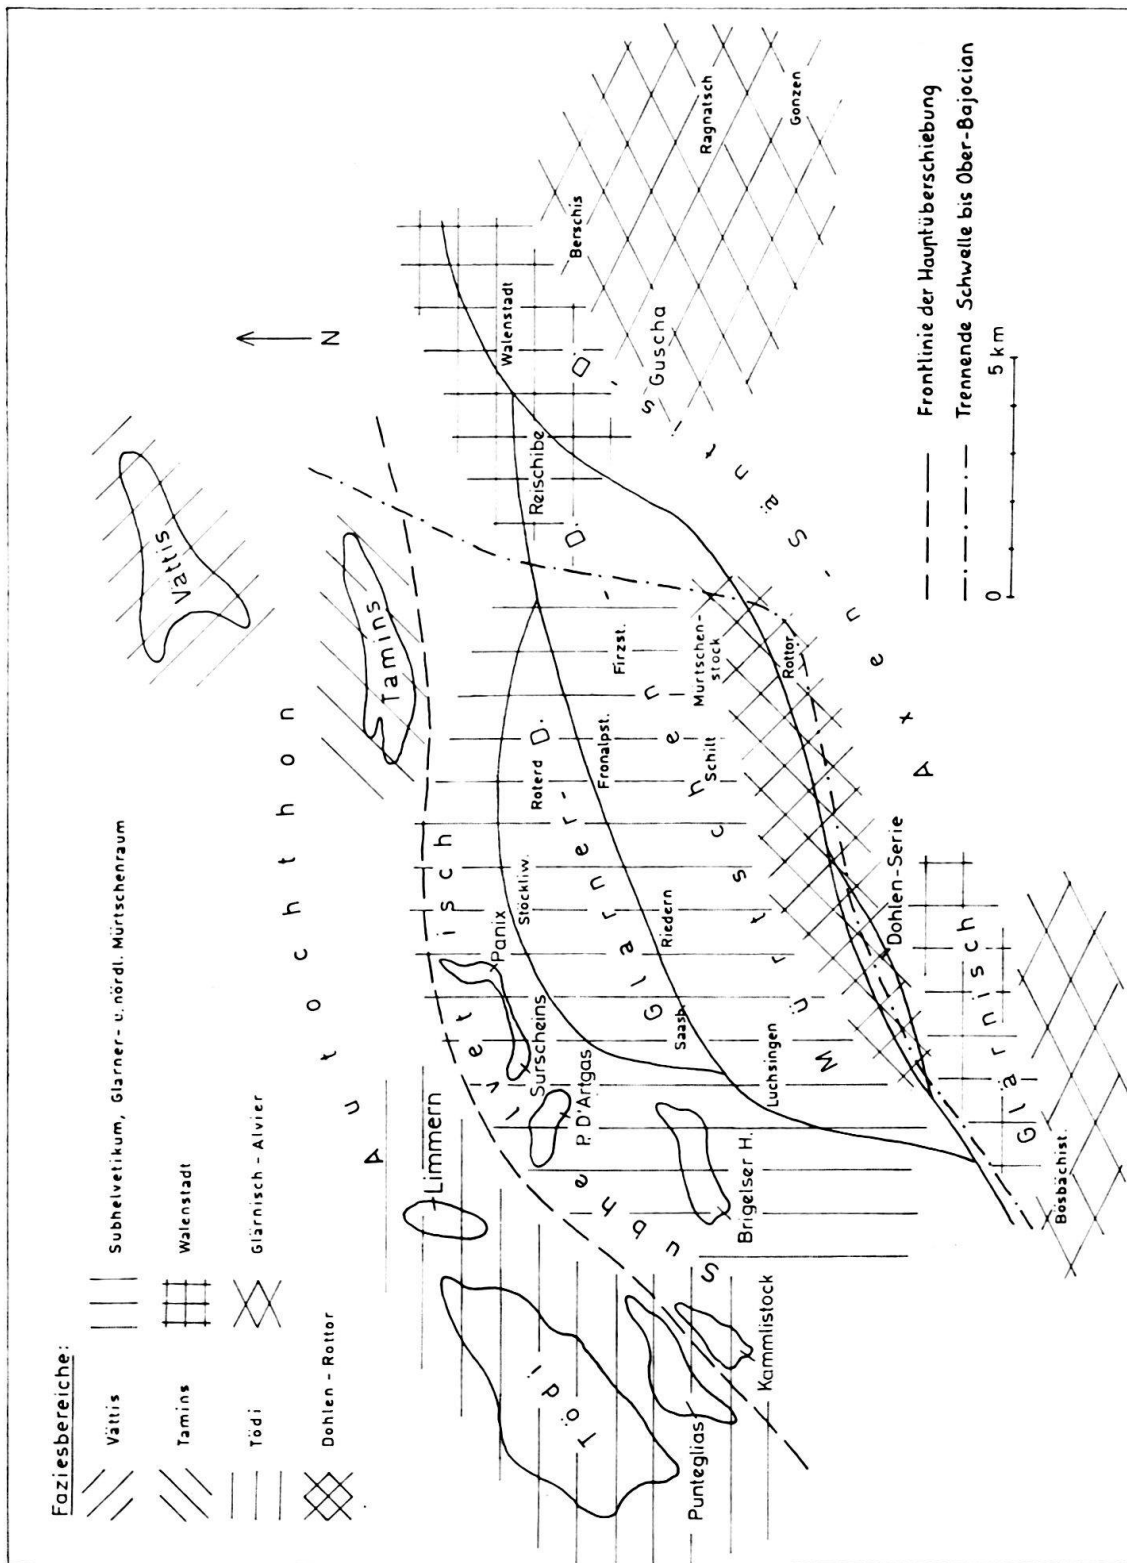 Faziesbereiche:
Vättis
Subhelvetikum, Glarner- u. nördl. Mürtschenraum
Tamins
Walenstadt
Tödi
Glärnisch - Alvier
Dohlen - Rottor
N
Vättis
Tamins
Autochthon
Limmern
Tödi
Subhelvetisch
Punteglias
Kammlistock
Brigelser H.
P. D'Artgas
Surscheins
Panix
Stöckliw.
Roterd
Glarner-D.
Saasb.
Riedern
Fronalpst.
Firzst.
Luchsingen
Mürtschen-D.
Schilt
Mürtschen-
stock
Rottor
Reischibe
Walenstadt
Berschis
Ragnatsch
Gonzen
Guscha
Axen-Säntis-D.
Dohlen-Serie
Glärnisch
Bösbächist.
Frontlinie der Hauptüberschiebung
Trennende Schwelle bis Ober-Bajocian
0
5 km